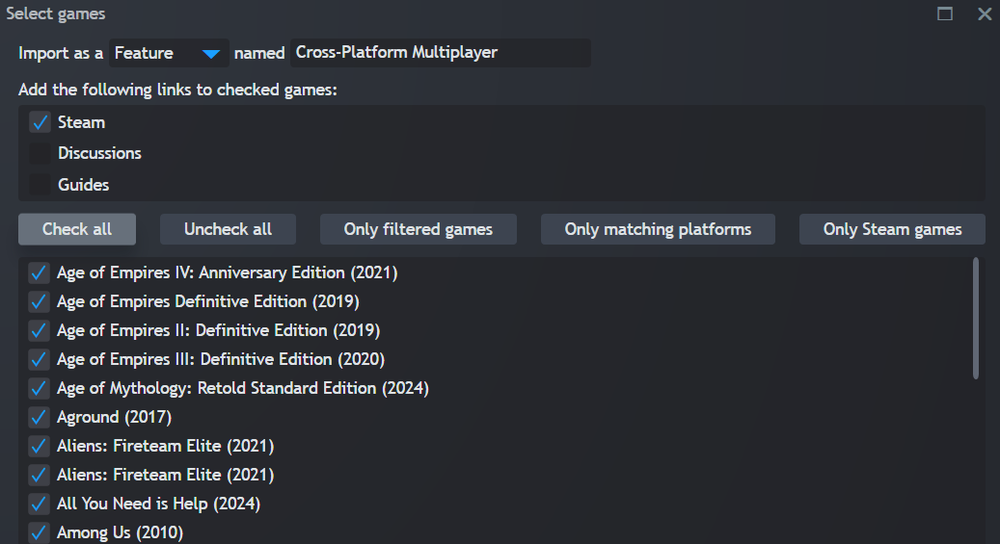 Select games
Import as a Feature named Cross-Platform Multiplayer
Add the following links to checked games:
Steam
Discussions
Guides
Check all Uncheck all Only filtered games Only matching platforms Only Steam games
Age of Empires IV: Anniversary Edition (2021)
Age of Empires Definitive Edition (2019)
Age of Empires II: Definitive Edition (2019)
Age of Empires III: Definitive Edition (2020)
Age of Mythology: Retold Standard Edition (2024)
Aground (2017)
Aliens: Fireteam Elite (2021)
Aliens: Fireteam Elite (2021)
All You Need is Help (2024)
Among Us (2010)